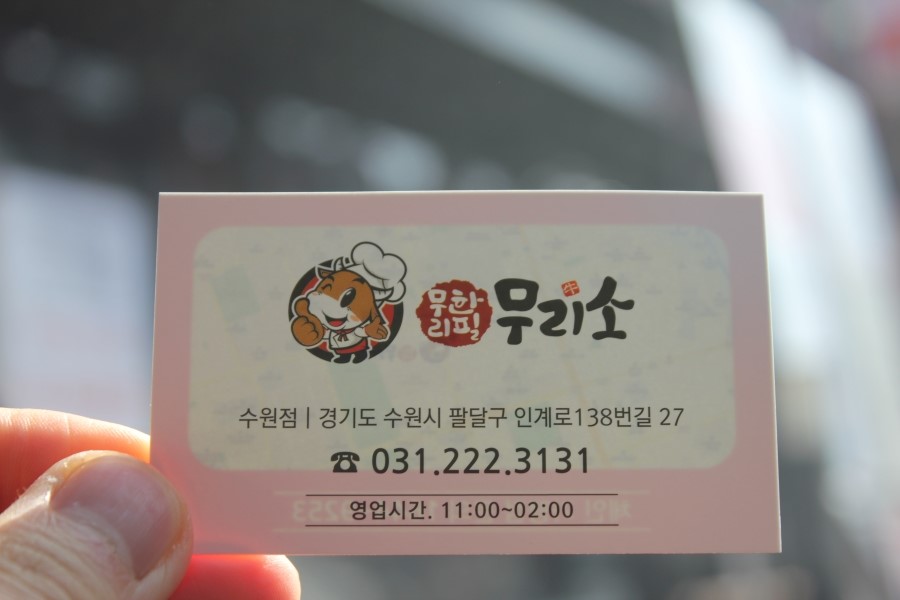 무한
리필
무리소
牛
수원점 | 경기도 수원시 팔달구 인계로138번길 27
☎ 031.222.3131
영업시간. 11:00~02:00